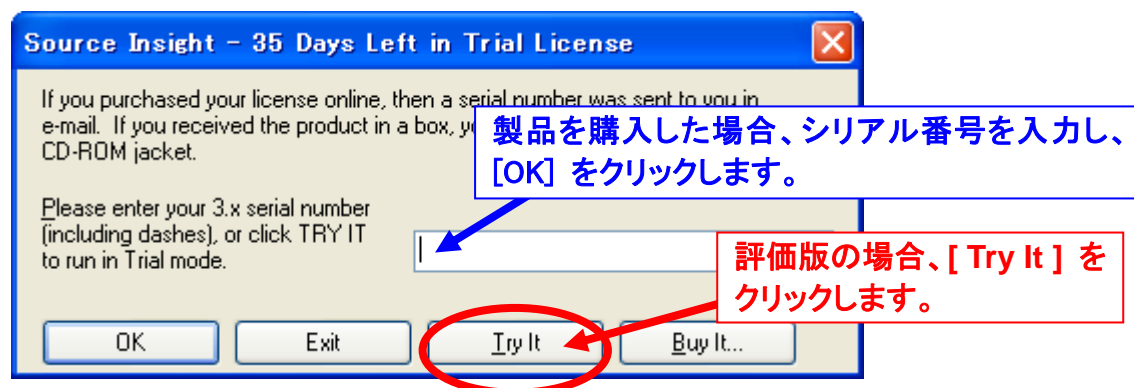 Source Insight - 35 Days Left in Trial License
If you purchased your license online, then a serial number was sent to you in
e-mail. If you received the product in a box,
CD-ROM jacket.
製品を購入した場合、シリアル番号を入力し、
[OK] をクリックします。
Please enter your 3.x serial number
(including dashes), or click TRY IT
to run in Trial mode.
評価版の場合、[ Try It ] を
クリックします。
OK
Exit
Try It
Buy It...